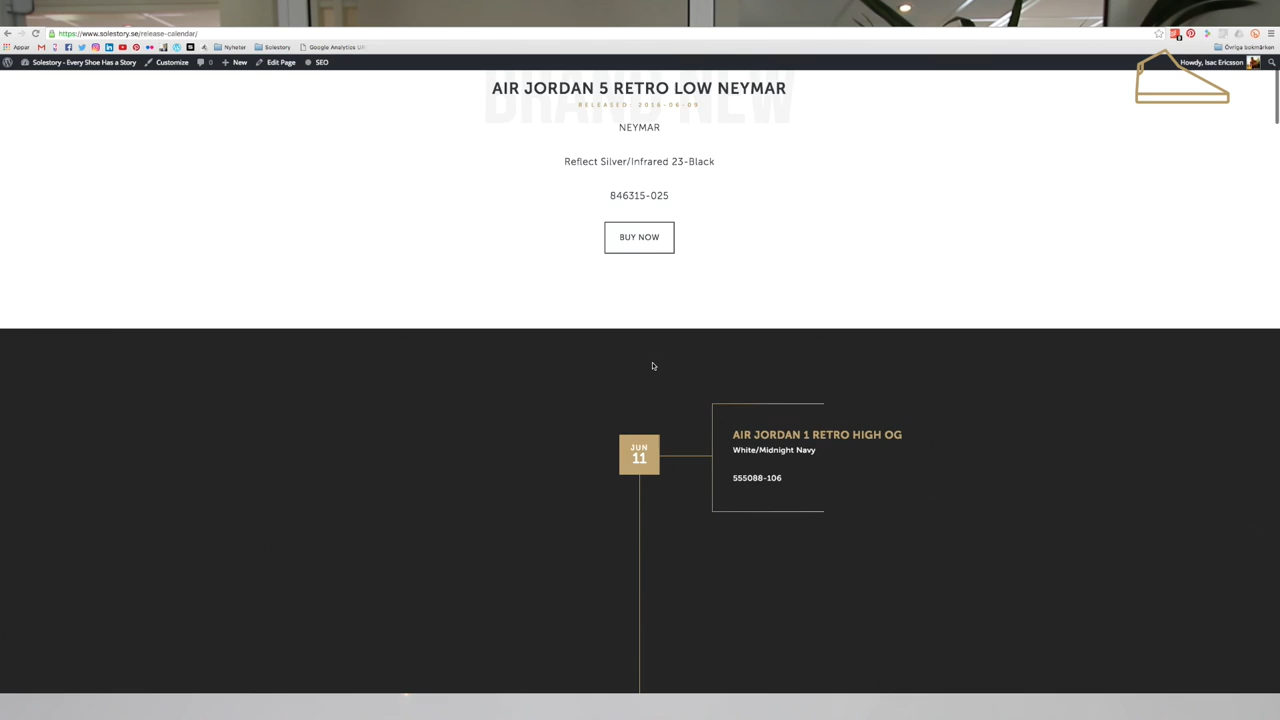 https://www.solestory.se/release-calendar/
Appar
Nyhetar
Solestory
Google Analytics
Övriga bokmärken
Solestory - Every Shoe Has a Story
Customize
0
New
Edit Page
SEO
Howdy, Isac Ericsson
BRAND NEW
AIR JORDAN 5 RETRO LOW NEYMAR
RELEASED: 2016-06-09
NEYMAR
Reflect Silver/Infrared 23-Black
846315-025
BUY NOW
JUN
11
AIR JORDAN 1 RETRO HIGH OG
White/Midnight Navy
555088-106